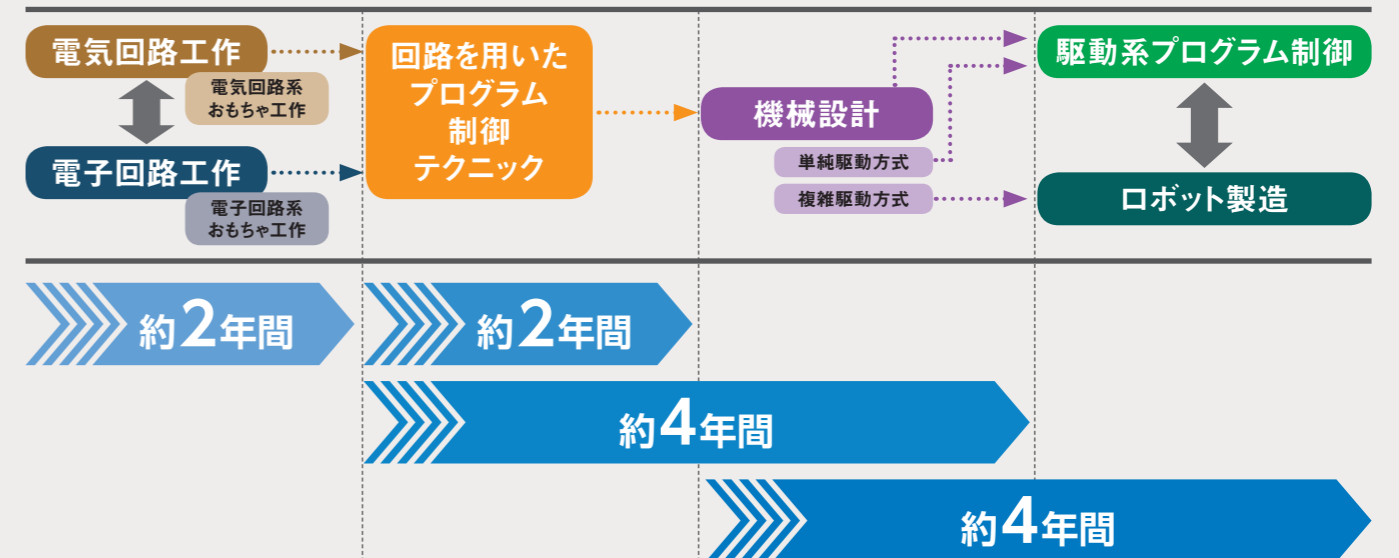 電気回路工作
電気回路系
おもちゃ工作
電子回路工作
電子回路系
おもちゃ工作
回路を用いた
プログラム
制御
テクニック
機械設計
単純駆動方式
複雑駆動方式
駆動系プログラム制御
ロボット製造
約2年間
約2年間
約4年間
約4年間